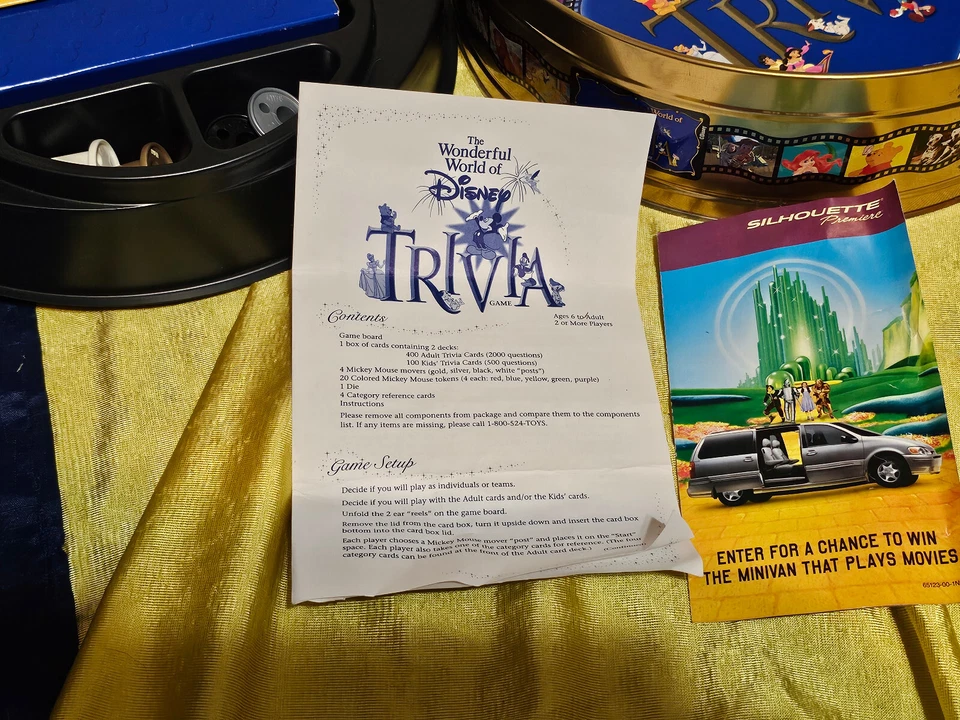 TRIV
World of
The
Wonderful
World of
Disney
TRIVIA
GAME
Contents
Ages 6 to Adult
2 or More Players
Game board
1 box of cards containing 2 decks:
400 Adult Trivia Cards (2000 questions)
100 Kids' Trivia Cards (500 questions)
4 Mickey Mouse movers (gold, silver, black, white "posts")
20 Colored Mickey Mouse tokens (4 each: red, blue, yellow, green, purple)
1 Die
4 Category reference cards
Instructions
Please remove all components from package and compare them to the components
list. If any items are missing, please call 1-800-524-TOYS.
Game Setup
Decide if you will play as individuals or teams.
Decide if you will play with the Adult cards and/or the Kids' cards.
Unfold the 2 ear "reels" on the game board.
Remove the lid from the card box, turn it upside down and insert the card box
bottom into the card box lid.
Each player chooses a Mickey Mouse mover "post" and places it on the "Start"
space. Each player also takes one of the category cards for reference. (The four
category cards can be found at the front of the Adult card deck.)
SILHOUETTE
Premiere
ENTER FOR A CHANCE TO WIN
THE MINIVAN THAT PLAYS MOVIES
65123-00-1N